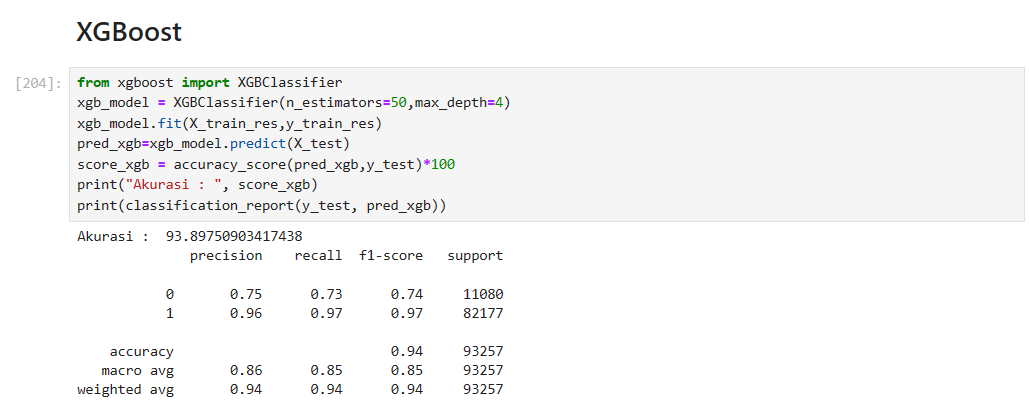 XGBoost
[204]: from xgboost import XGBClassifier
xgb_model = XGBClassifier(n_estimators=50,max_depth=4)
xgb_model.fit(X_train_res,y_train_res)
pred_xgb=xgb_model.predict(X_test)
score_xgb = accuracy_score(pred_xgb,y_test)*100
print("Akurasi : ", score_xgb)
print(classification_report(y_test, pred_xgb))
Akurasi :  93.89750903417438
              precision    recall  f1-score   support
           0       0.75      0.73      0.74     11080
           1       0.96      0.97      0.97     82177
    accuracy                           0.94     93257
   macro avg       0.86      0.85      0.85     93257
weighted avg       0.94      0.94      0.94     93257